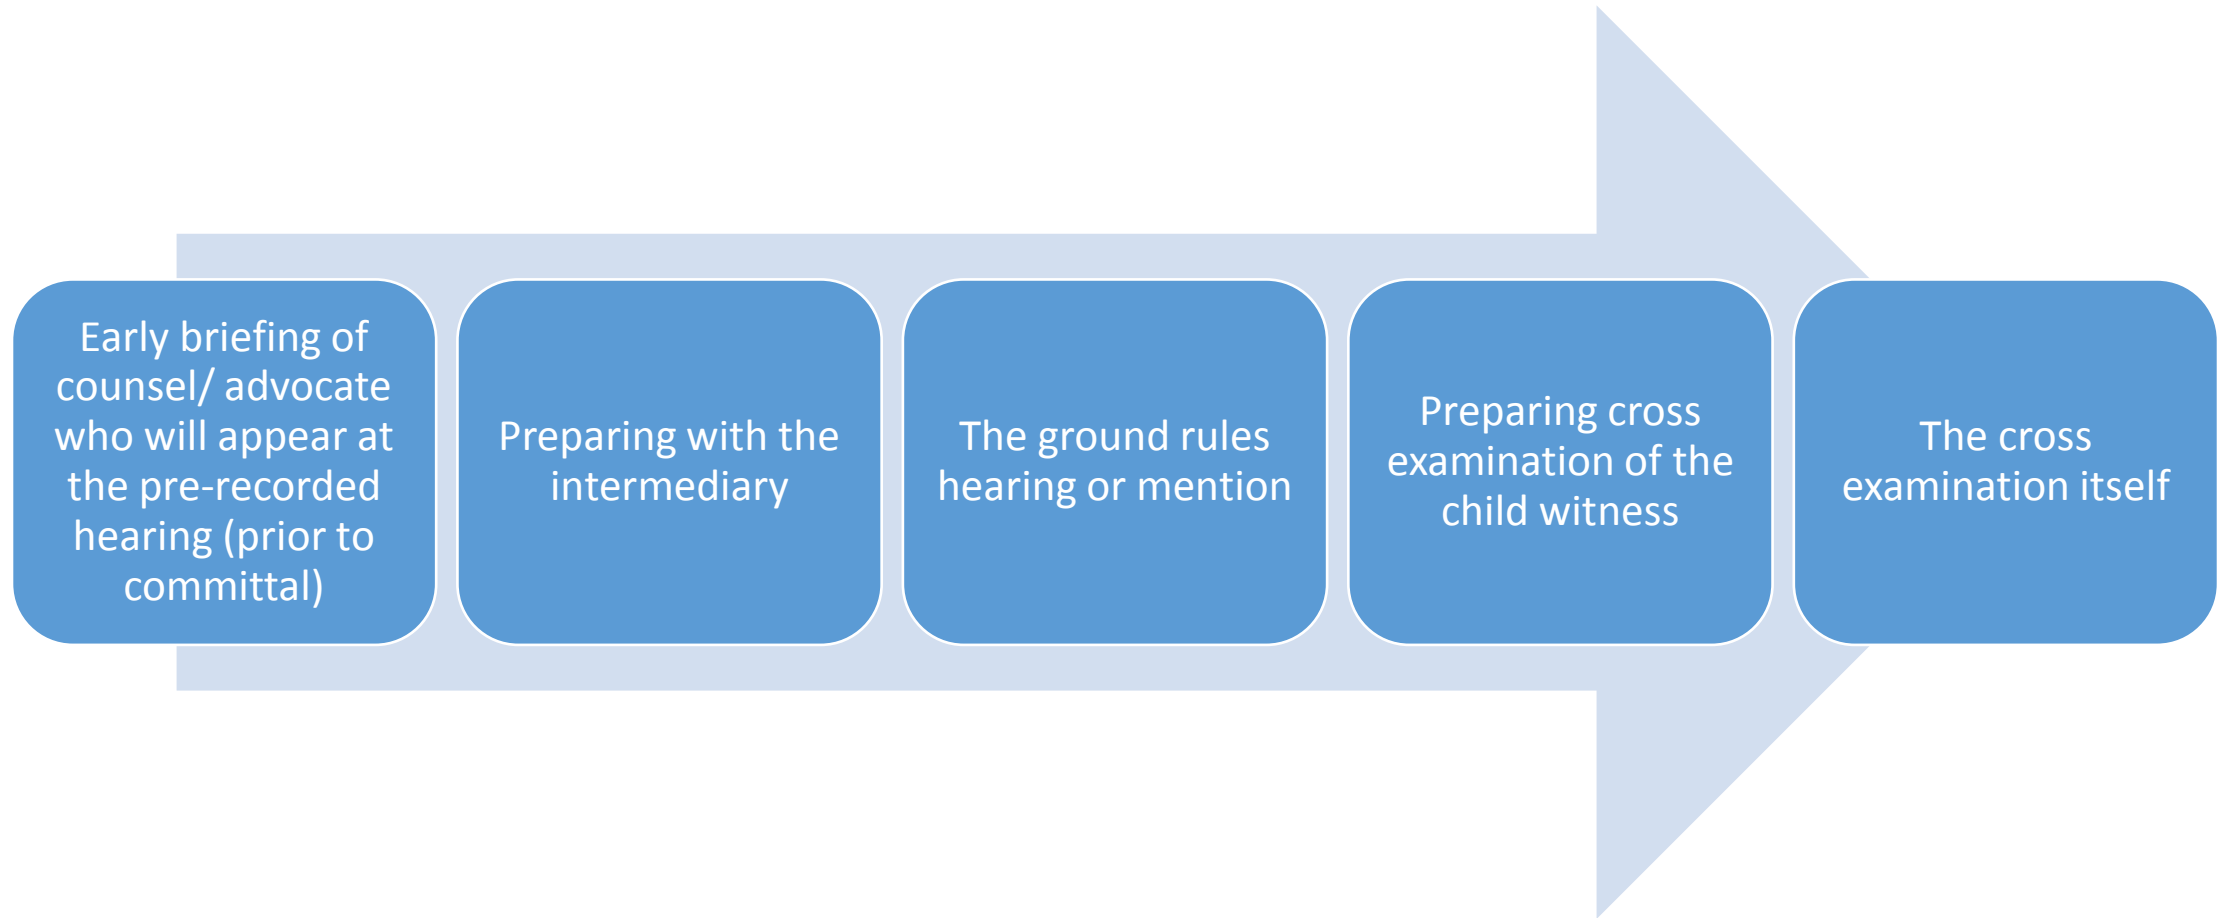 Early briefing of
counsel/ advocate
who will appear at
the pre-recorded
hearing (prior to
committal)
Preparing with the
intermediary
The ground rules
hearing or mention
Preparing cross
examination of the
child witness
The cross
examination itself